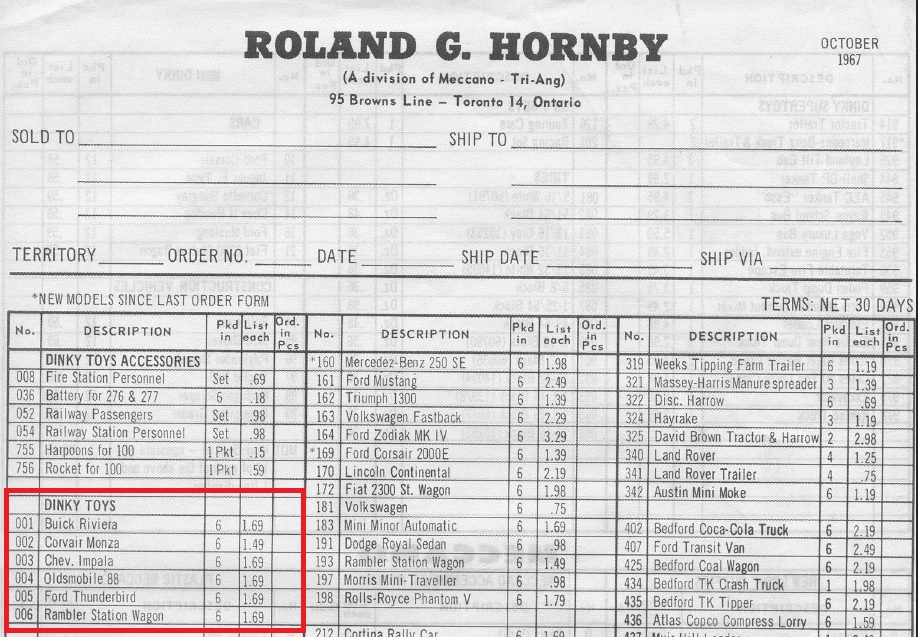 ROLAND G. HORNBY
OCTOBER
1967
(A division of Meccano - Tri-Ang)
95 Browns Line — Toronto 14, Ontario
SOLD TO
SHIP TO
TERRITORY ORDER NO. DATE SHIP DATE SHIP VIA
*NEW MODELS SINCE LAST ORDER FORM
TERMS: NET 30 DAYS
No. DESCRIPTION Pkd in List each Ord. in Pcs
DINKY TOYS ACCESSORIES
008 Fire Station Personnel Set .69
036 Battery for 276 & 277 6 .18
052 Railway Passengers Set .98
054 Railway Station Personnel Set .98
755 Harpoons for 100 1 Pkt .15
756 Rocket for 100 1 Pkt .59
DINKY TOYS
001 Buick Riviera 6 1.69
002 Corvair Monza 6 1.49
003 Chev. Impala 6 1.69
004 Oldsmobile 88 6 1.69
005 Ford Thunderbird 6 1.69
006 Rambler Station Wagon 6 1.69
No. DESCRIPTION Pkd in List each Ord. in Pcs
*160 Mercedez-Benz 250 SE 6 1.98
161 Ford Mustang 6 2.49
162 Triumph 1300 6 1.39
163 Volkswagen Fastback 6 2.29
164 Ford Zodiak MK IV 6 3.29
*169 Ford Corsair 2000E 6 1.39
170 Lincoln Continental 6 2.19
172 Fiat 2300 St. Wagon 6 1.98
181 Volkswagen 6 .75
183 Mini Minor Automatic 6 1.69
191 Dodge Royal Sedan 6 .98
193 Rambler Station Wagon 6 1.49
197 Morris Mini-Traveller 6 .98
198 Rolls-Royce Phantom V 6 1.79
212 Cortina Rally Car
No. DESCRIPTION Pkd in List each Ord. in Pcs
319 Weeks Tipping Farm Trailer 6 1.19
321 Massey-Harris Manure spreader 3 1.39
322 Disc. Harrow 6 .69
324 Hayrake 3 1.19
325 David Brown Tractor & Harrow 2 2.98
340 Land Rover 4 1.25
341 Land Rover Trailer 4 .75
342 Austin Mini Moke 6 1.19
402 Bedford Coca-Cola Truck 6 2.19
407 Ford Transit Van 6 2.49
425 Bedford Coal Wagon 6 2.19
434 Bedford TK Crash Truck 1 1.98
435 Bedford TK Tipper 6 2.19
436 Atlas Copco Compress Lorry 6 1.59